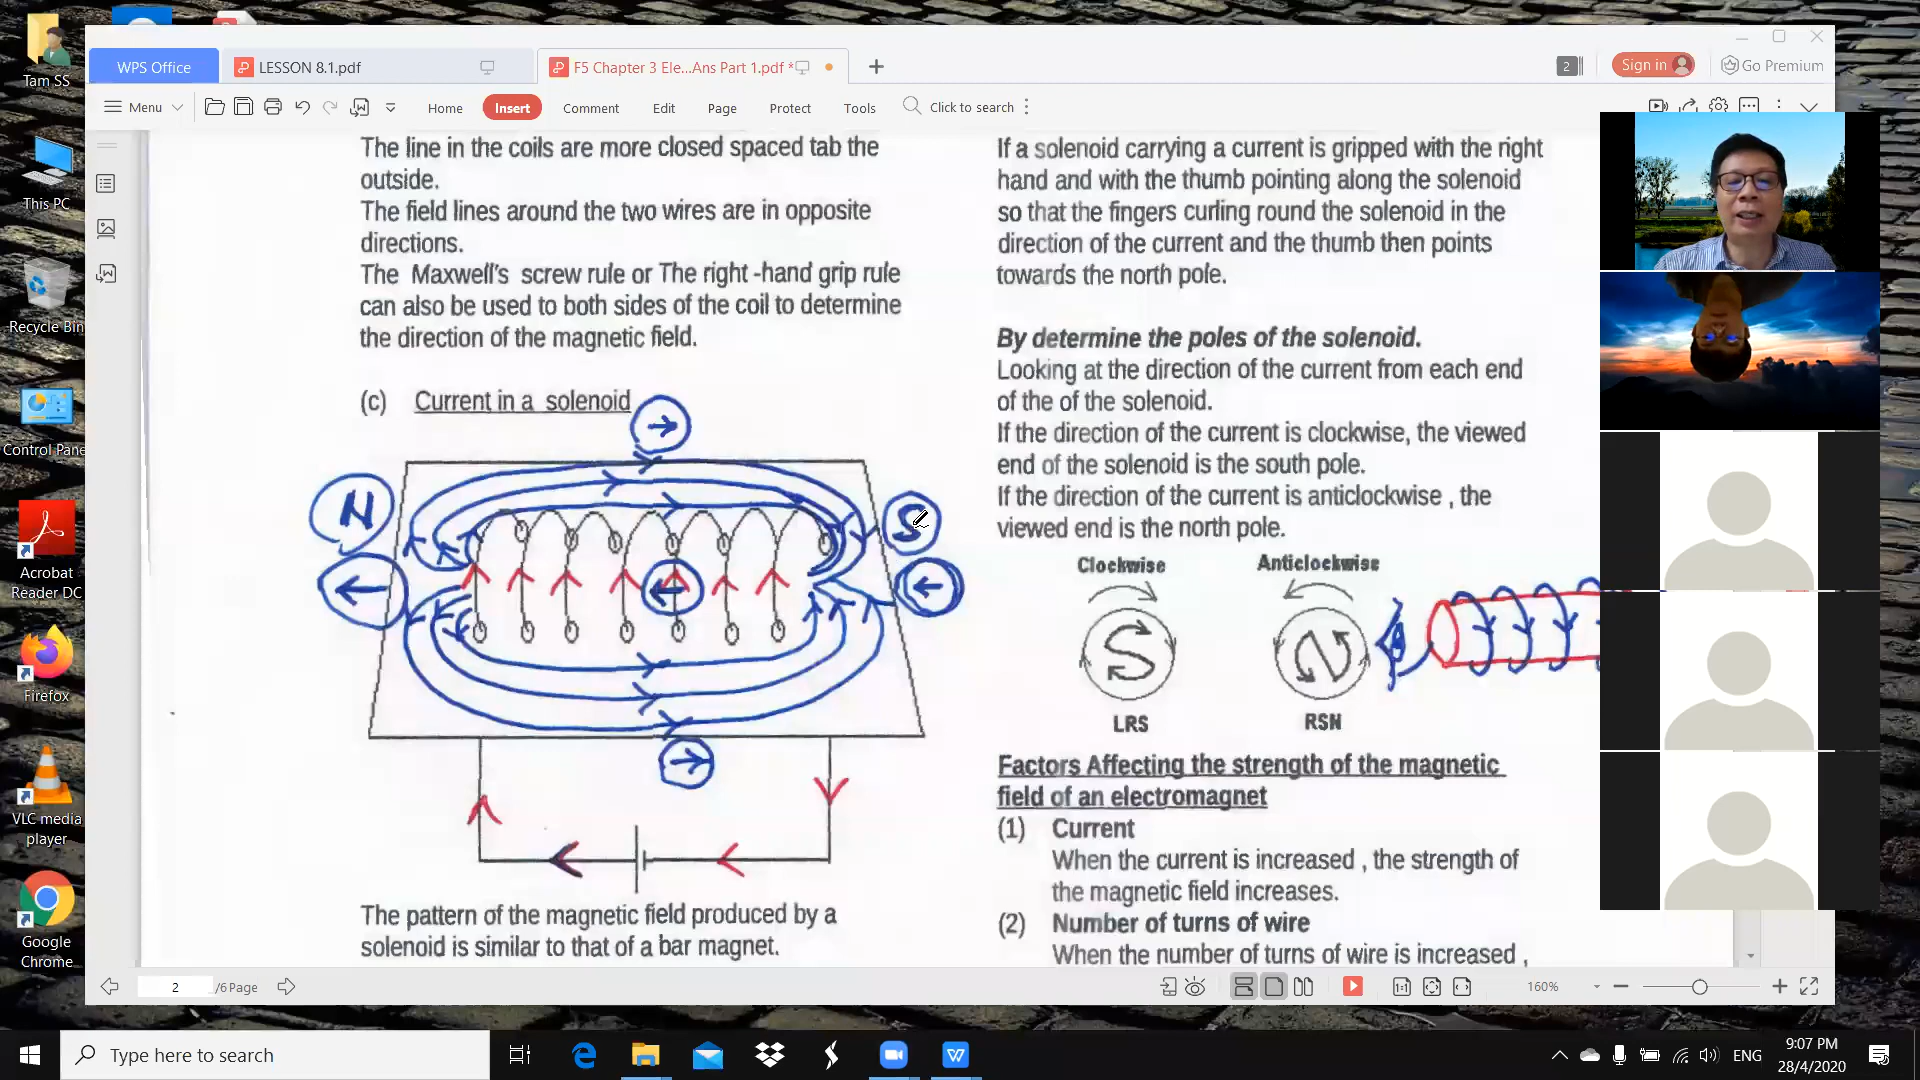 Tam SS
This PC
Recycle Bin
Control Pane
Acrobat
Reader DC
Firefox
VLC media
player
Google
Chrome
WPS Office
LESSON 8.1.pdf
F5 Chapter 3 Ele...Ans Part 1.pdf *
2
Sign in
Go Premium
Menu
Home
Insert
Comment
Edit
Page
Protect
Tools
Click to search
The line in the coils are more closed spaced tab the
outside.
The field lines around the two wires are in opposite
directions.
The Maxwell's screw rule or The right -hand grip rule
can also be used to both sides of the coil to determine
the direction of the magnetic field.
(c) Current in a solenoid
N
S
The pattern of the magnetic field produced by a
solenoid is similar to that of a bar magnet.
If a solenoid carrying a current is gripped with the right
hand and with the thumb pointing along the solenoid
so that the fingers curling round the solenoid in the
direction of the current and the thumb then points
towards the north pole.
By determine the poles of the solenoid.
Looking at the direction of the current from each end
of the of the solenoid.
If the direction of the current is clockwise, the viewed
end of the solenoid is the south pole.
If the direction of the current is anticlockwise , the
viewed end is the north pole.
Clockwise
Anticlockwise
S
N
LRS
RSN
Factors Affecting the strength of the magnetic
field of an electromagnet
(1) Current
When the current is increased , the strength of
the magnetic field increases.
(2) Number of turns of wire
When the number of turns of wire is increased ,
2
/6Page
160%
Type here to search
ENG
9:07 PM
28/4/2020